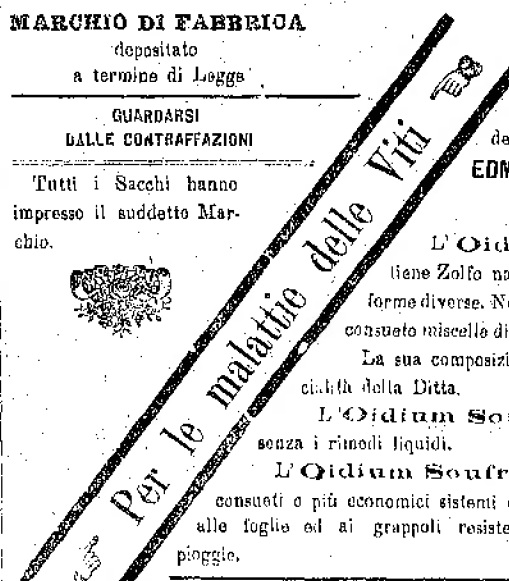 MARCHIO DI FABBRICA
depositato
a termine di Legge
GUARDARSI
DALLE CONTRAFFAZIONI
Tutti i Sacchi hanno
impresso il suddetto Mar-
chio.
Per le malattie delle Viti
de
EDM
L'Oid
tiene Zolfo na
forme diverse. N
consueto miscelle di
La sua composizi
cialità della Ditta.
L'Oidium So
senza i rimedi liquidi.
L'Oidium Soufr
consueti e più economici sistemi
alle foglie ed ai grappoli resiste
pioggie.